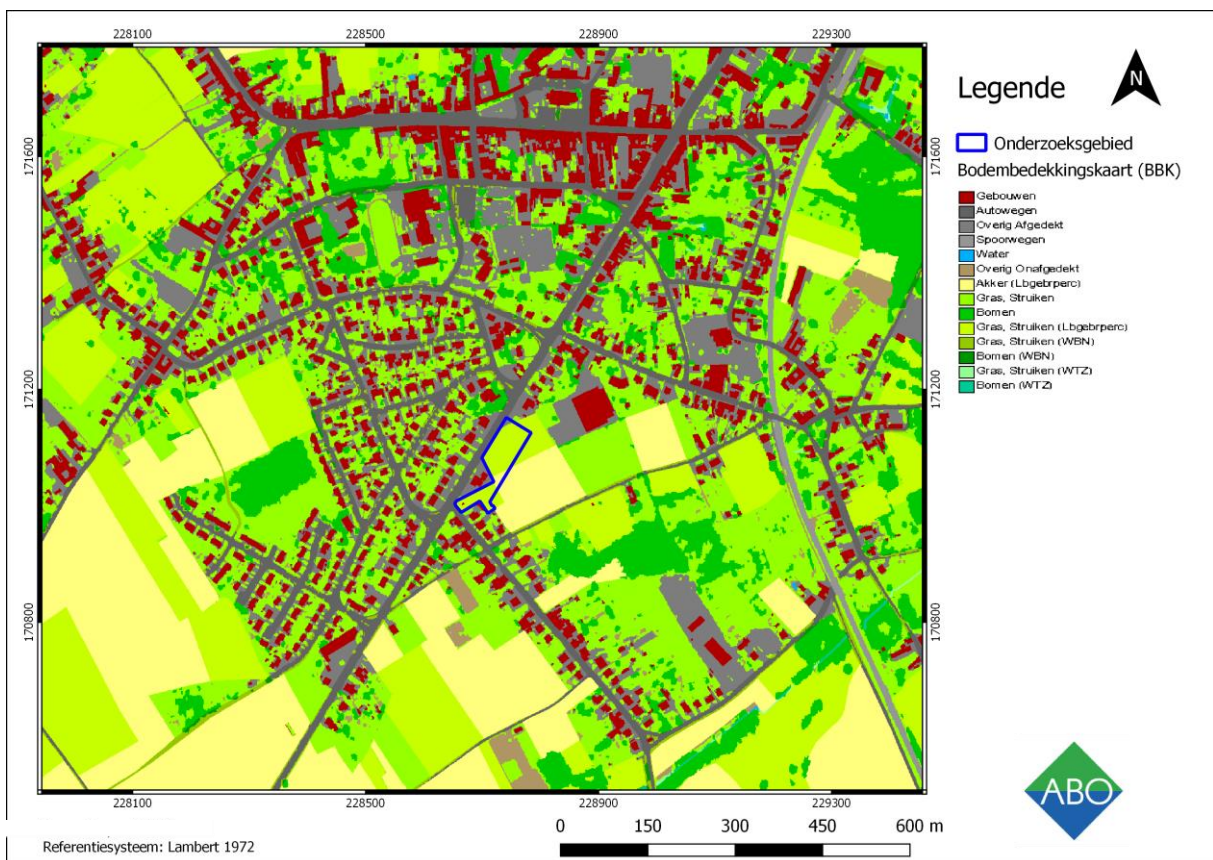 228100 228500 228900 229300
171600 171600
171200 171200
170800 170800
228100 228500 228900 229300
N
Legende
Onderzoeksgebied
Bodembedekkingskaart (BBK)
Gebouwen
Autowegen
Overig Afgedekt
Spoorwegen
Water
Overig Onafgedekt
Akker (Lbgebrperc)
Gras, Struiken
Bomen
Gras, Struiken (Lbgebrperc)
Gras, Struiken (WBN)
Bomen (WBN)
Gras, Struiken (WTZ)
Bomen (WTZ)
ABO
Referentiesysteem: Lambert 1972
0 150 300 450 600 m